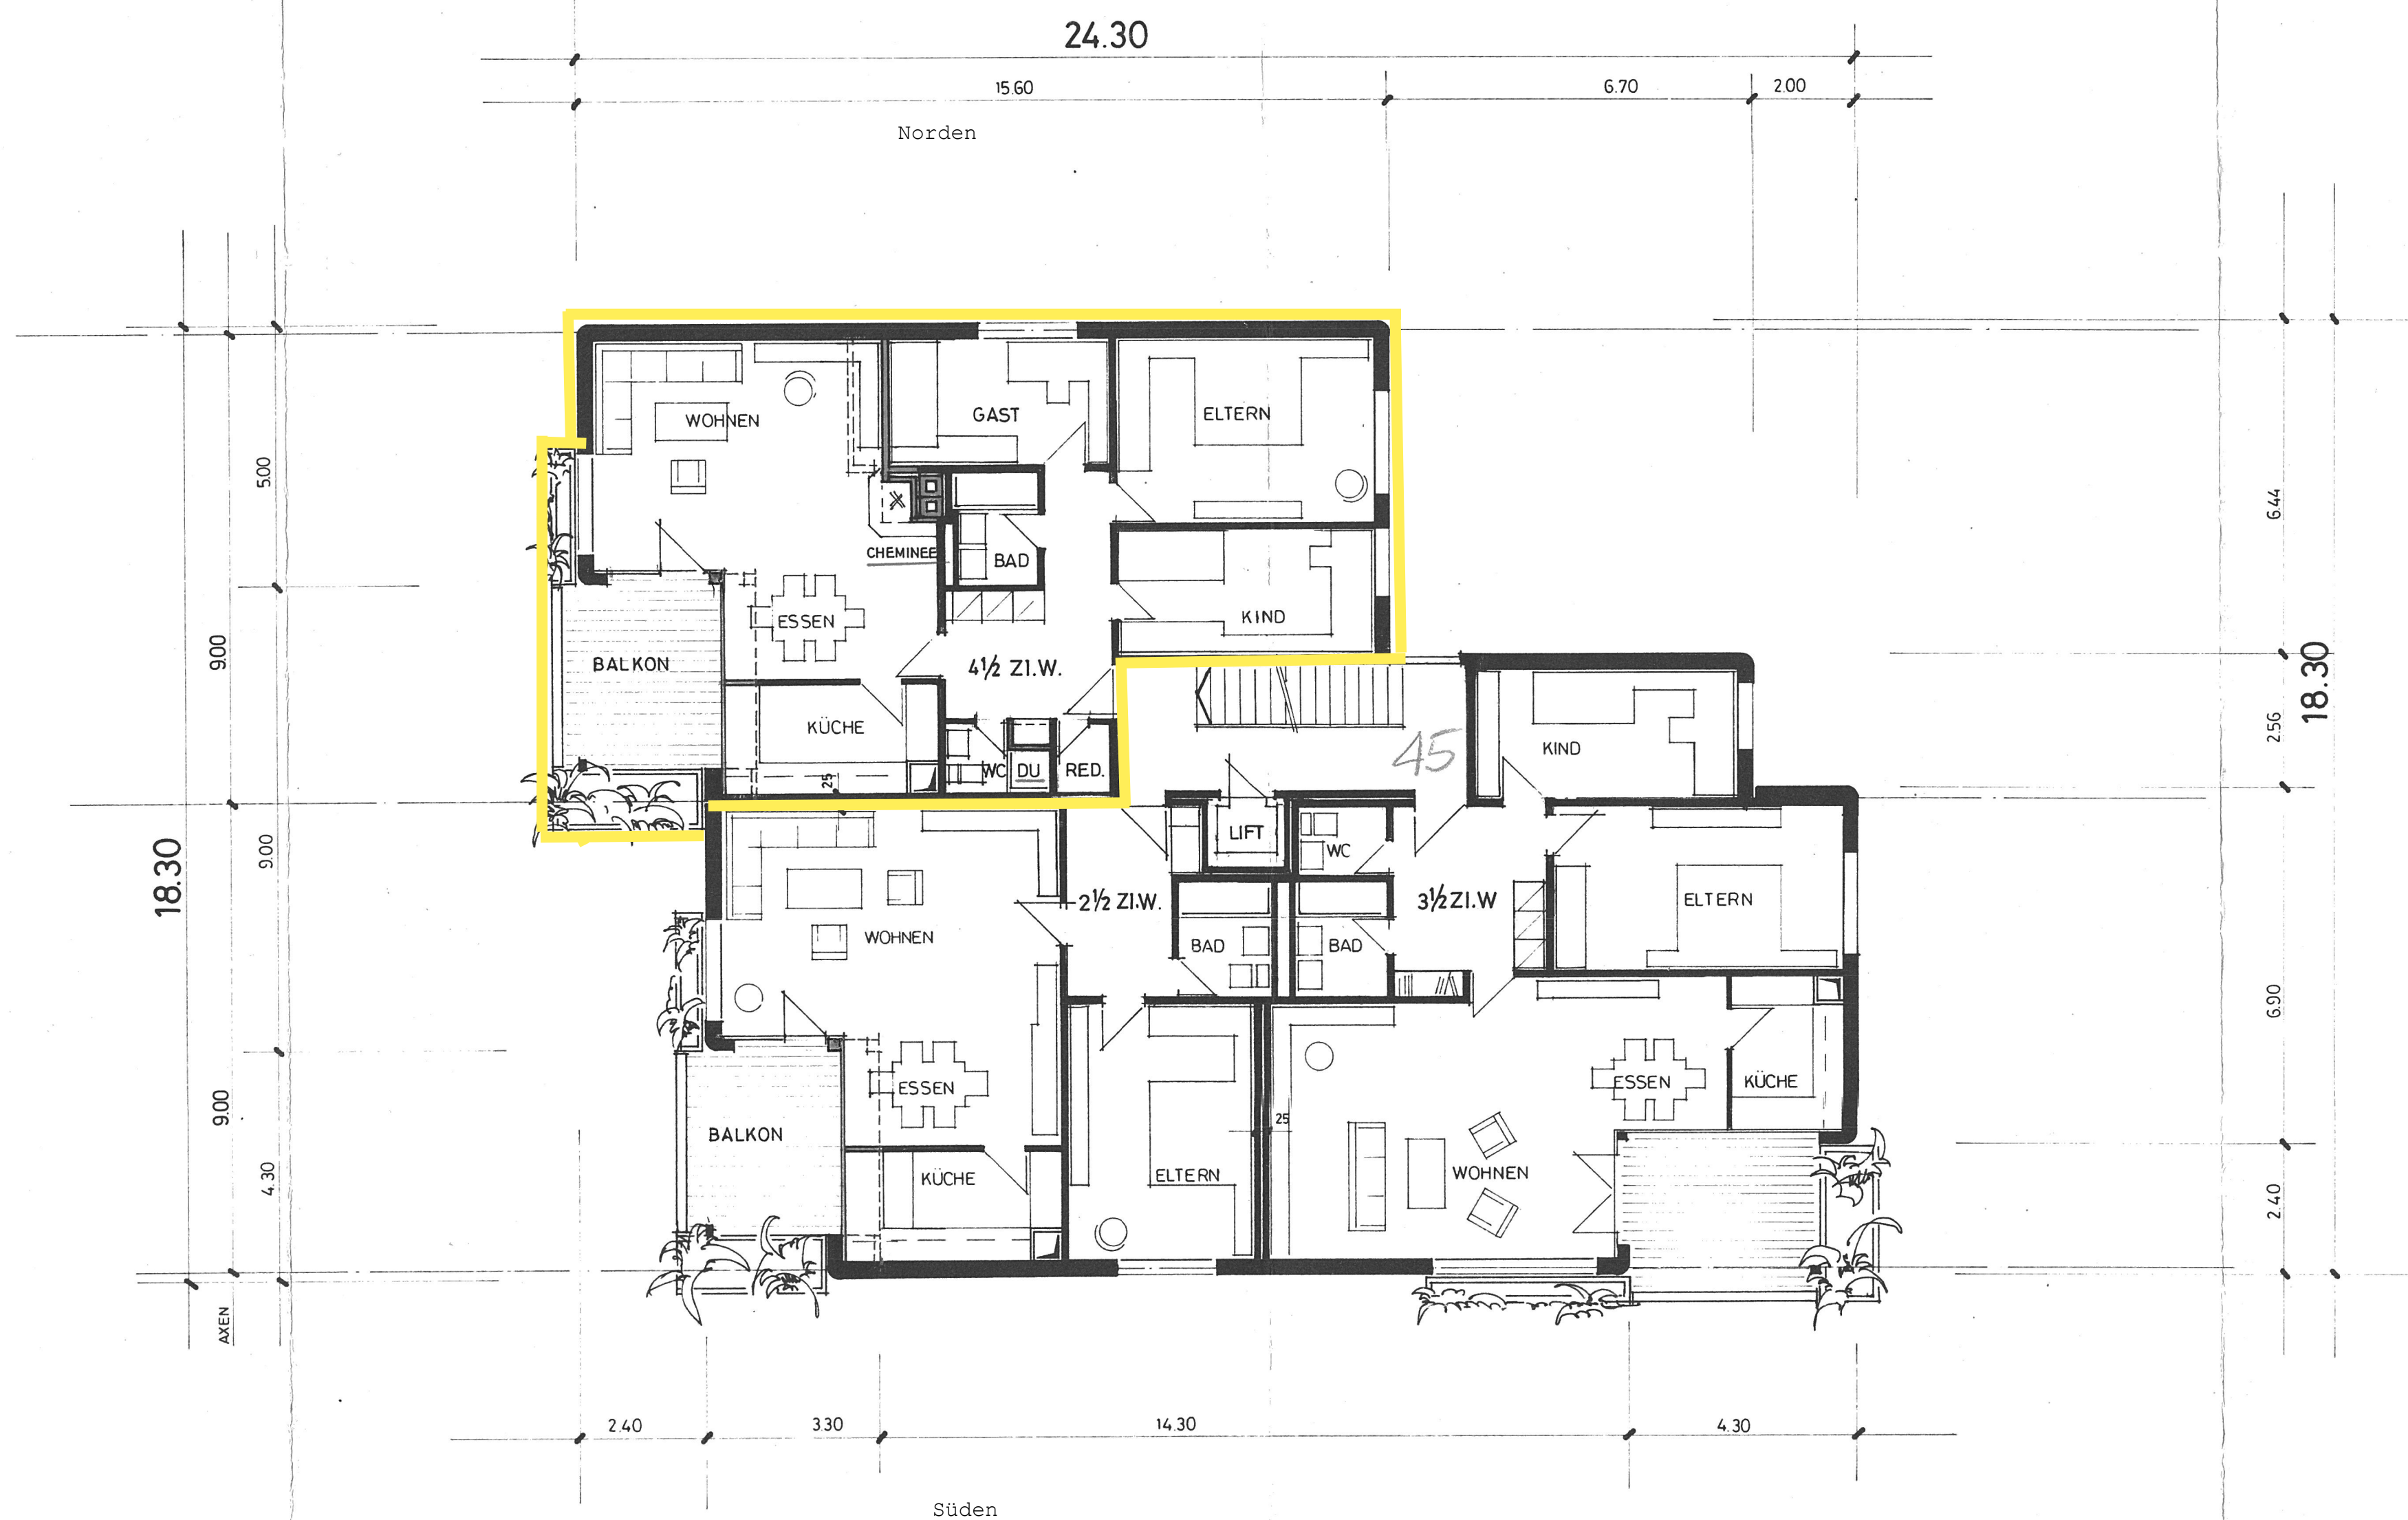 24.30
15.60
6.70
2.00
Norden
WOHNEN
GAST
ELTERN
5.00
6.44
CHEMINEE
BAD
ESSEN
KIND
BALKON
4½ ZI.W.
9.00
18.30
KÜCHE
25
WC
DU
RED.
45
KIND
2.56
LIFT
WC
18.30
9.00
2½ ZI.W.
3½ ZI.W
ELTERN
WOHNEN
BAD
BAD
6.90
ESSEN
ESSEN
KÜCHE
9.00
25
BALKON
4.30
KÜCHE
ELTERN
WOHNEN
2.40
AXEN
2.40
3.30
14.30
4.30
Süden